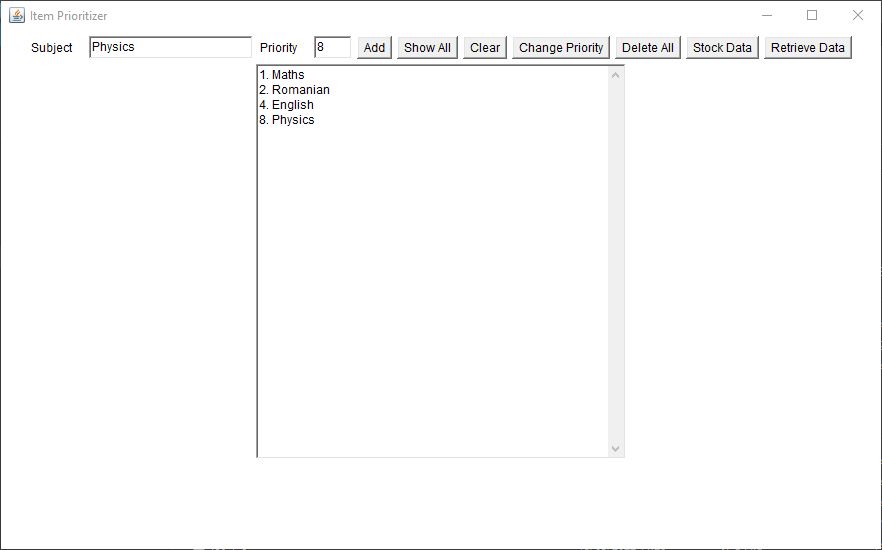 Item Prioritizer
Subject Physics Priority 8 Add Show All Clear Change Priority Delete All Stock Data Retrieve Data
1. Maths
2. Romanian
4. English
8. Physics